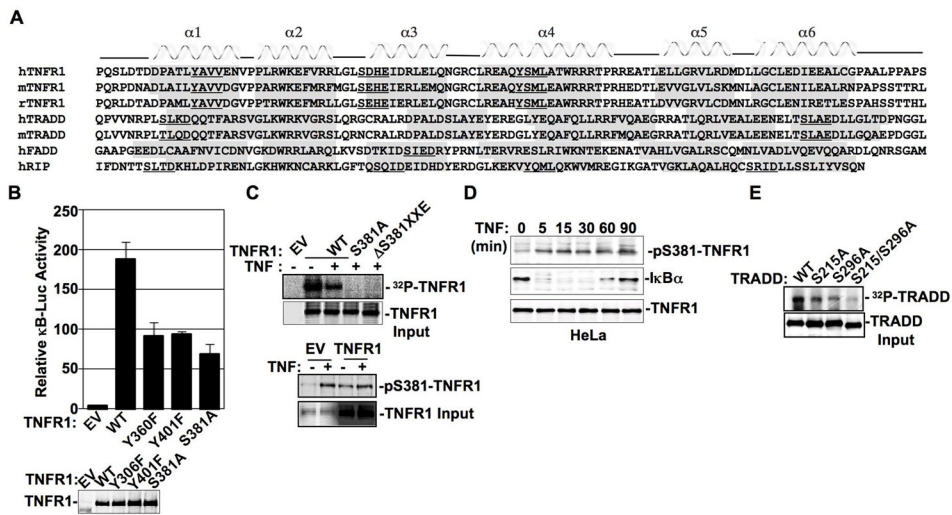 A
α1 α2 α3 α4 α5 α6
hTNFR1 PQSLDTDDPATLYAVVENVPPLRWKEFVRRLGLSDHEIDRLELQNGRCLREAQYSMLATWRRRTPRREATLELLGRVLRDMDLLGCLEDIEEALCGPAALPPAPS
mTNFR1 PQRPDNADLAILYAVVDGVPPARWKEFMRFMGLSEHEIERLEMQNGRCLREAQYSMLEAWRRRTPRHEDTLEVVGLVLSKMNLAGCLENILEALRNPAPSSTTRL
rTNFR1 PQRLDTADPAMLYAVVDGVPPTRWKEFMRLLGLSEHEIERLELQNGRCLREAHYSMLEAWRRRTPRHEATLDVVGRVLCDMNLRGCLENIRETLESPAHSSTTHL
hTRADD QPVVNRPLSLKDQQTFARSVGLKWRKVGRSLQRGCRALRDPALDSLAYEYEREGLYEQAFQLLRRFVQAEGRRATLQRLVEALEENELTSLAEDLLGLTDPNGGL
mTRADD QLVVNRPLTLQDQQTFARSVGLKWRRVGRSLQRNCRALRDPALDSLAYEYERDGLYEQAFQLLRRFMQAEGRRATLQRLVEALEENELTSLAEDLLGQTEPDGGL
hFADD GAAPGEEDLCAAFNVICDNVGKDWRRLARQLKVSDTKIDSIEDRYPRNLTERVRESLRIWKNTEKENATVAHLVGALRSCQMNLVADLVQEVQQARDLQNRSGAM
hRIP IFDNTTSLTDKHLDPIRENLGKHWKNCARKLGFTQSQIDEIDHDYERDGLKEKVYQMLQKWVMREGIKGATVGKLAQALHQCSRIDLLSSLIYVSQN
B
Relative κB-Luc Activity
250
200
150
100
50
0
TNFR1: EV WT Y360F Y401F S381A
TNFR1: EV WT Y306F Y401F S381A
TNFR1-
C
TNFR1: EV WT S381A ΔS381XXE
TNF : - - + + +
- ³²P-TNFR1
-TNFR1
Input
EV TNFR1
TNF: - + - +
-pS381-TNFR1
-TNFR1 Input
D
TNF: 0 5 15 30 60 90
(min)
-pS381-TNFR1
-IκBα
-TNFR1
HeLa
E
TRADD: WT S215A S296A S215/S296A
-³²P-TRADD
-TRADD
Input